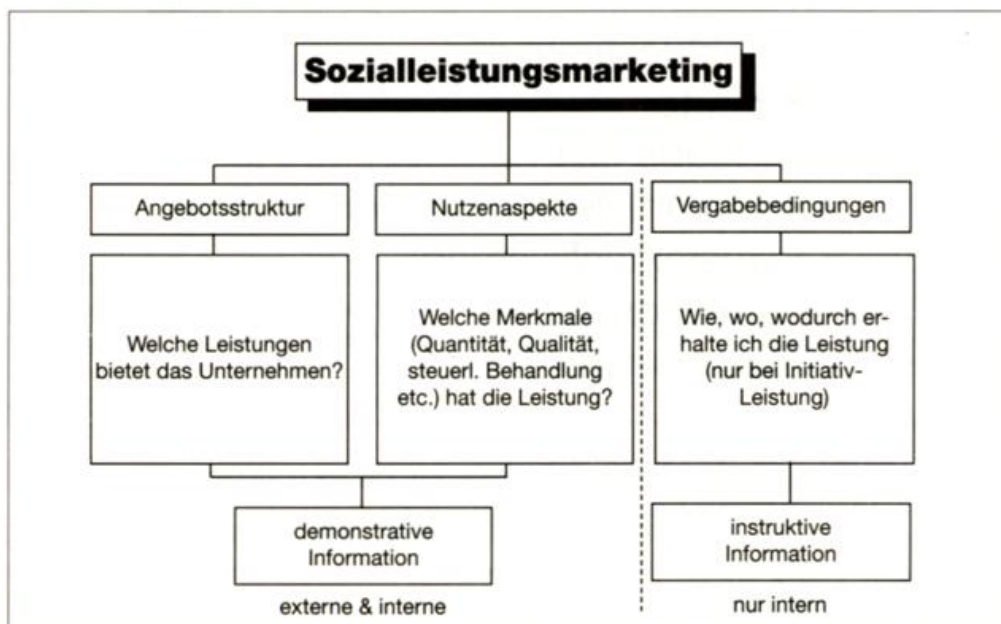 Sozialleistungsmarketing
Angebotsstruktur
Nutzenaspekte
Vergabebedingungen
Welche Leistungen
bietet das Unternehmen?
Welche Merkmale
(Quantität, Qualität,
steuerl. Behandlung
etc.) hat die Leistung?
Wie, wo, wodurch er-
halte ich die Leistung
(nur bei Initiativ-
Leistung)
demonstrative
Information
instruktive
Information
externe & interne
nur intern